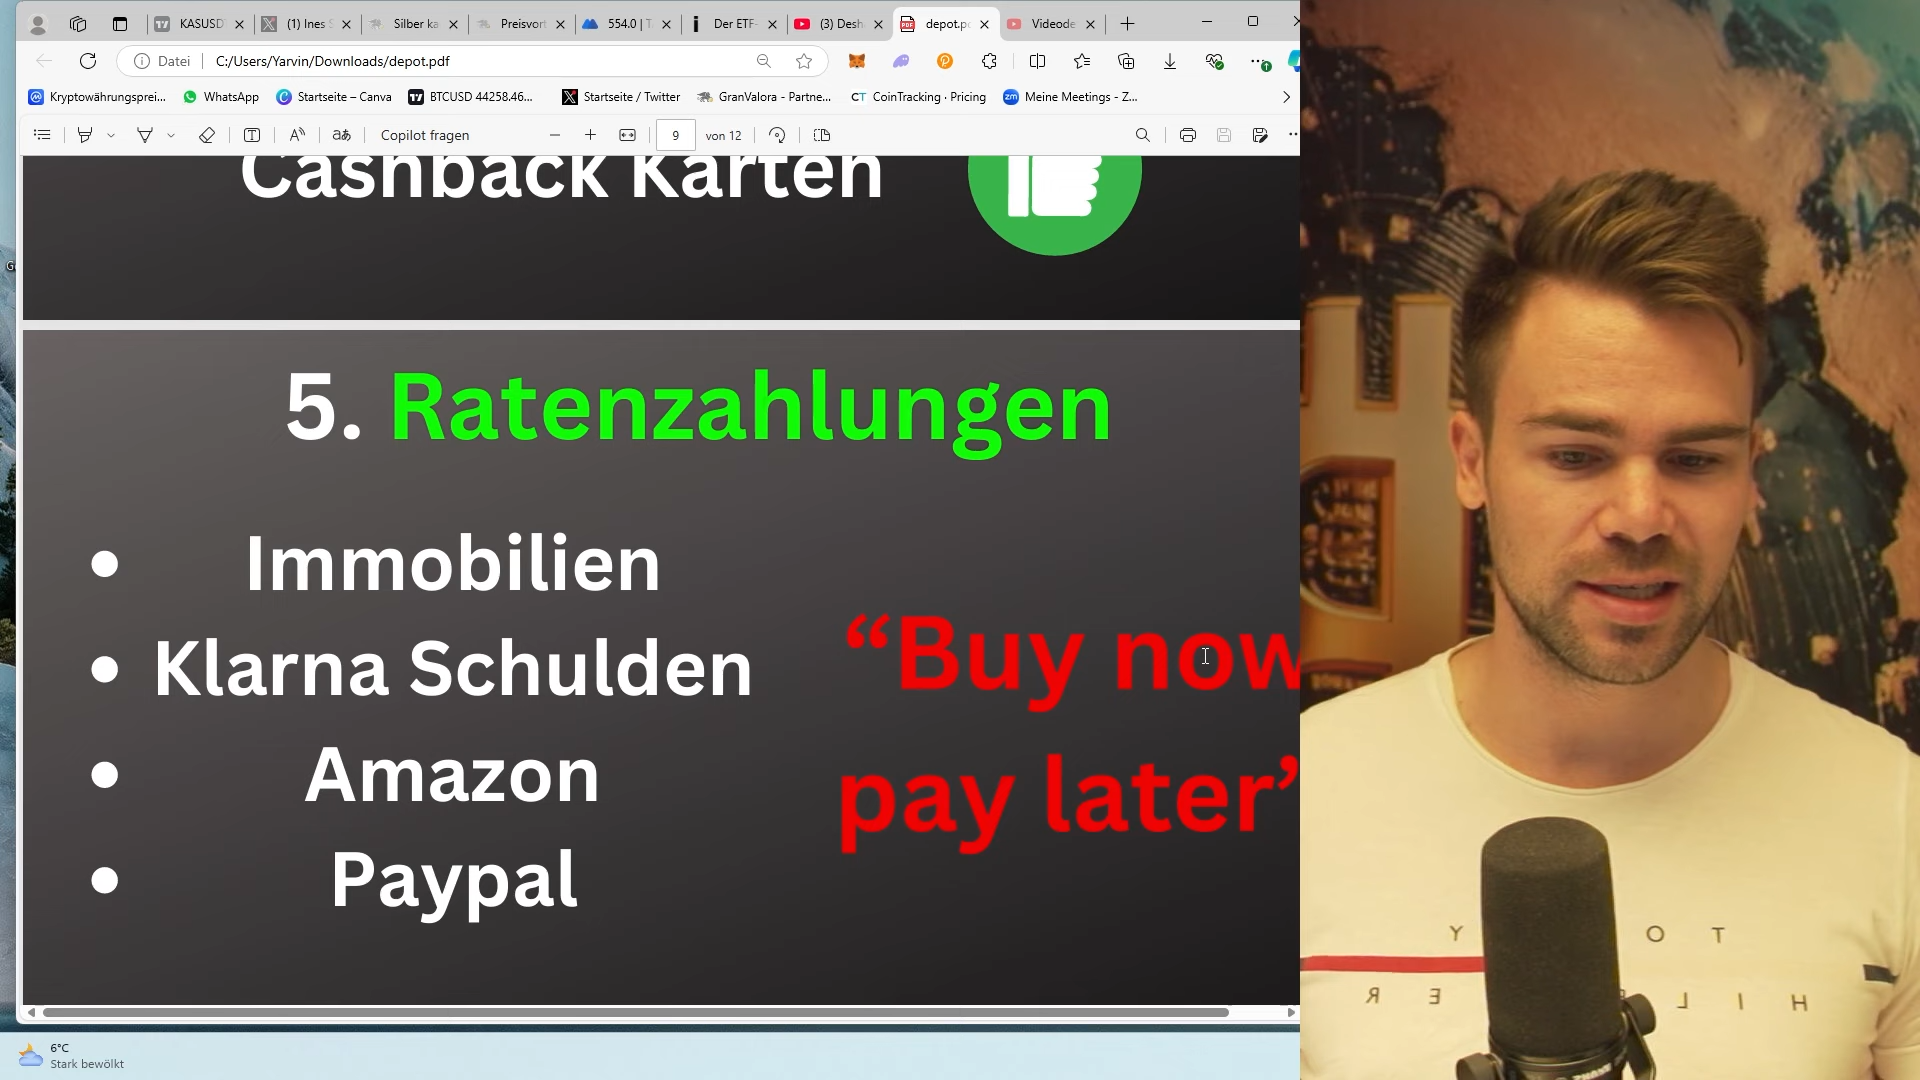 KASUSD
(1) Ines S
Silber ka
Preisvor
554.0 | T
Der ETF-
(3) Desh
depot.p
Videode
Datei
C:/Users/Yarvin/Downloads/depot.pdf
Kryptowährungsprei...
WhatsApp
Startseite – Canva
BTCUSD 44258.46...
Startseite / Twitter
GranValora - Partne...
CoinTracking · Pricing
Meine Meetings - Z...
Copilot fragen
9
von 12
Cashback Karten
5. Ratenzahlungen
• Immobilien
• Klarna Schulden
• Amazon
• Paypal
“Buy now
pay later”
6°C
Stark bewölkt